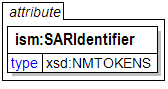 attribute
ism:SARIdentifier
type xsd:NMTOKENS